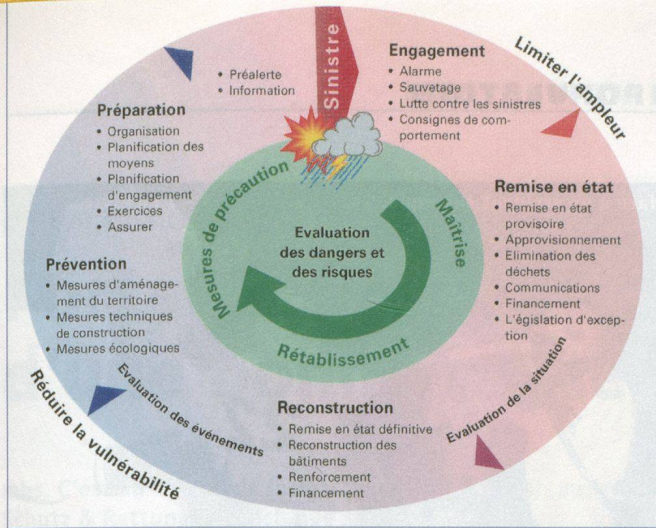 Sinistre
Engagement
• Alarme
• Sauvetage
• Lutte contre les sinistres
• Consignes de com-
portement
Limiter l'ampleur
Remise en état
• Remise en état
provisoire
• Approvisionnement
• Elimination des
déchets
• Communications
• Financement
• L'égislation d'excep-
tion
Evaluation de la situation
Reconstruction
• Remise en état définitive
• Reconstruction des
bâtiments
• Renforcement
• Financement
Evaluation des événements
Réduire la vulnérabilité
Prévention
• Mesures d'aménage-
ment du territoire
• Mesures techniques
de construction
• Mesures écologiques
Préparation
• Organisation
• Planification des
moyens
• Planification
d'engagement
• Exercices
• Assurer
• Préalerte
• Information
Mesures de précaution
Maîtrise
Rétablissement
Evaluation
des dangers et
des risques